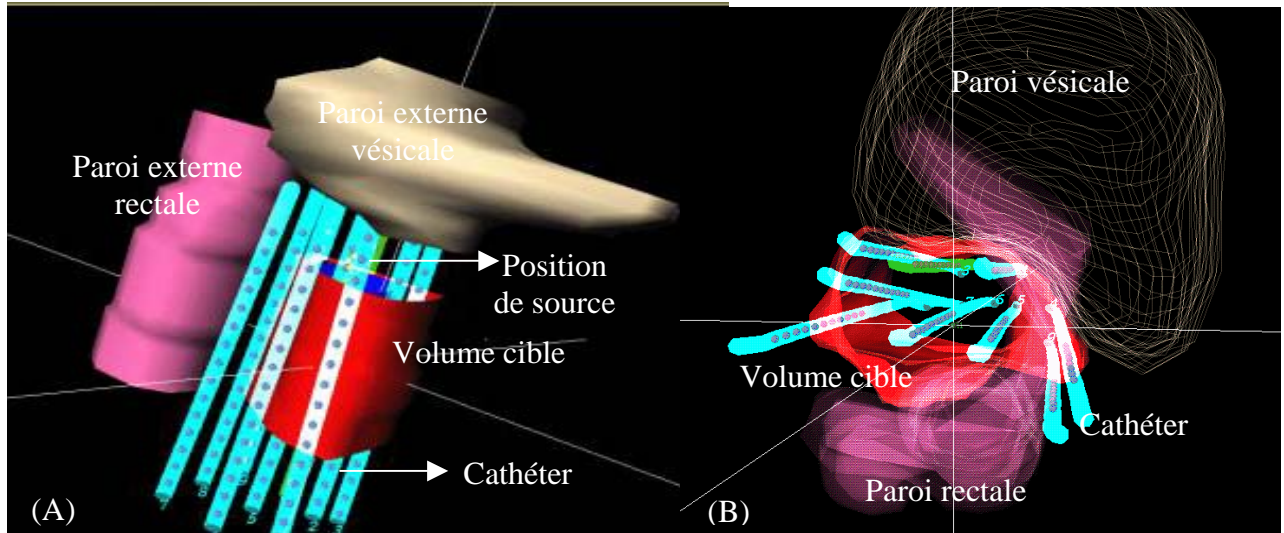 Paroi externe
vésicale
Paroi externe
rectale
Position
de source
Volume cible
Cathéter
(A)
Paroi vésicale
Volume cible
Cathéter
Paroi rectale
(B)